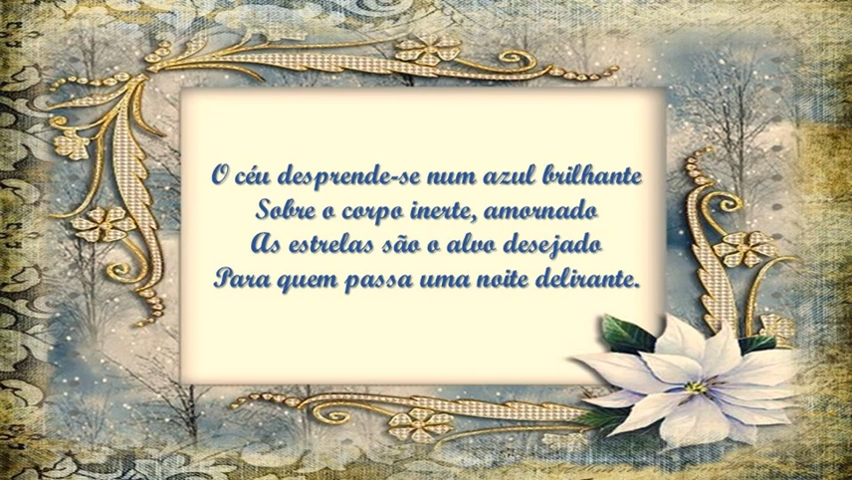 O céu desprende-se num azul brilhante
Sobre o corpo inerte, amornado
As estrelas são o alvo desejado
Para quem passa uma noite delirante.